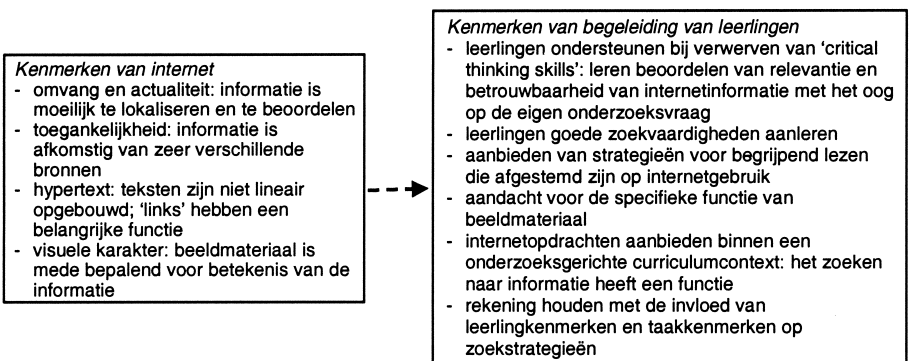 Kenmerken van internet
- omvang en actualiteit: informatie is
moeilijk te lokaliseren en te beoordelen
- toegankelijkheid: informatie is
afkomstig van zeer verschillende
bronnen
- hypertext: teksten zijn niet lineair
opgebouwd; ‘links’ hebben een
belangrijke functie
- visuele karakter: beeldmateriaal is
mede bepalend voor betekenis van de
informatie
Kenmerken van begeleiding van leerlingen
- leerlingen ondersteunen bij verwerven van ‘critical
thinking skills’: leren beoordelen van relevantie en
betrouwbaarheid van internetinformatie met het oog
op de eigen onderzoeksvraag
- leerlingen goede zoekvaardigheden aanleren
- aanbieden van strategieën voor begrijpend lezen
die afgestemd zijn op internetgebruik
- aandacht voor de specifieke functie van
beeldmateriaal
- internetopdrachten aanbieden binnen een
onderzoeksgerichte curriculumcontext: het zoeken
naar informatie heeft een functie
- rekening houden met de invloed van
leerlingkenmerken en taakkenmerken op
zoekstrategieën